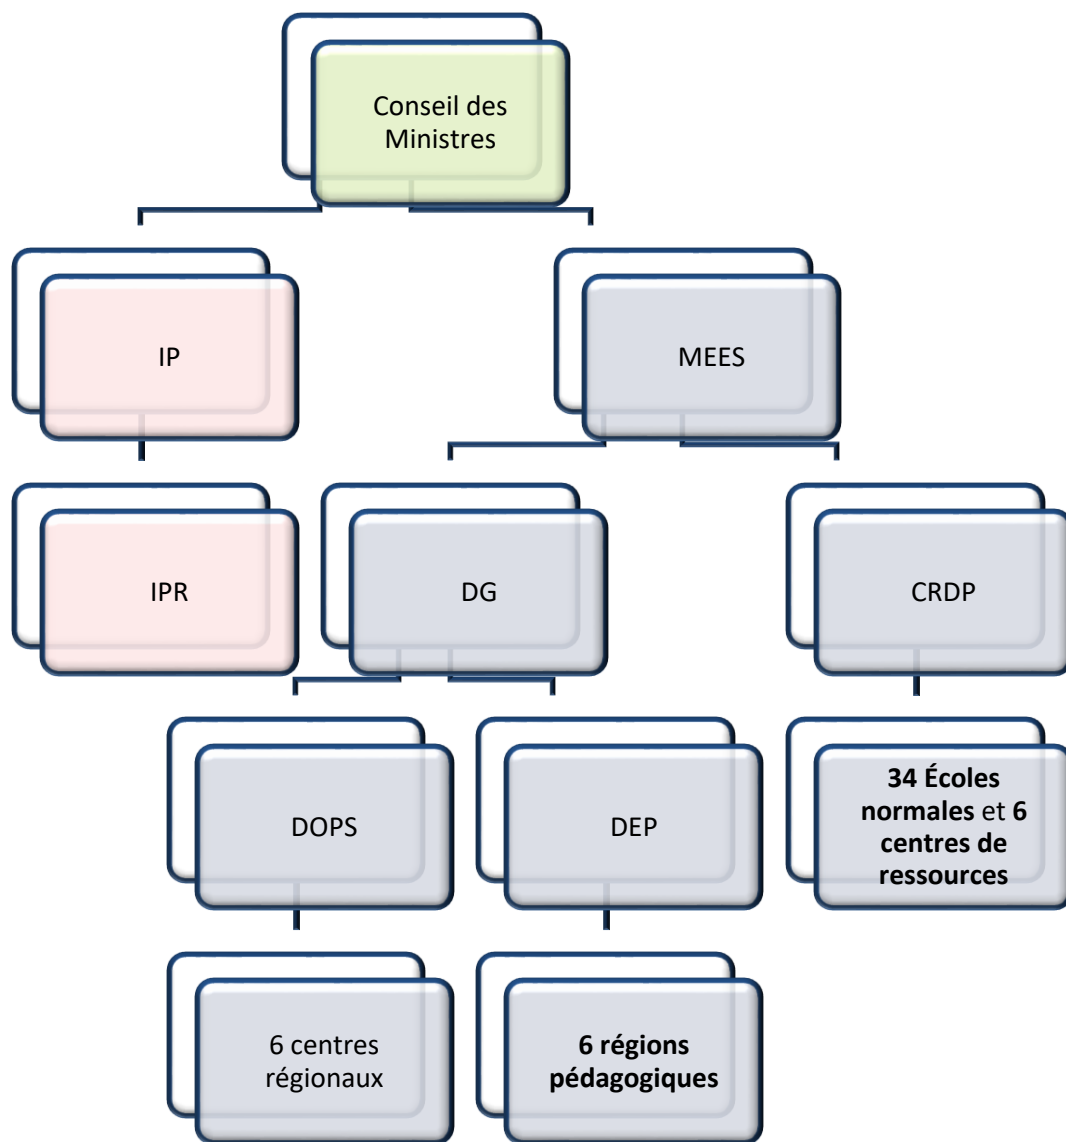 Conseil des
Ministres
IP
MEES
IPR
DG
CRDP
DOPS
DEP
34 Écoles
normales et 6
centres de
ressources
6 centres
régionaux
6 régions
pédagogiques